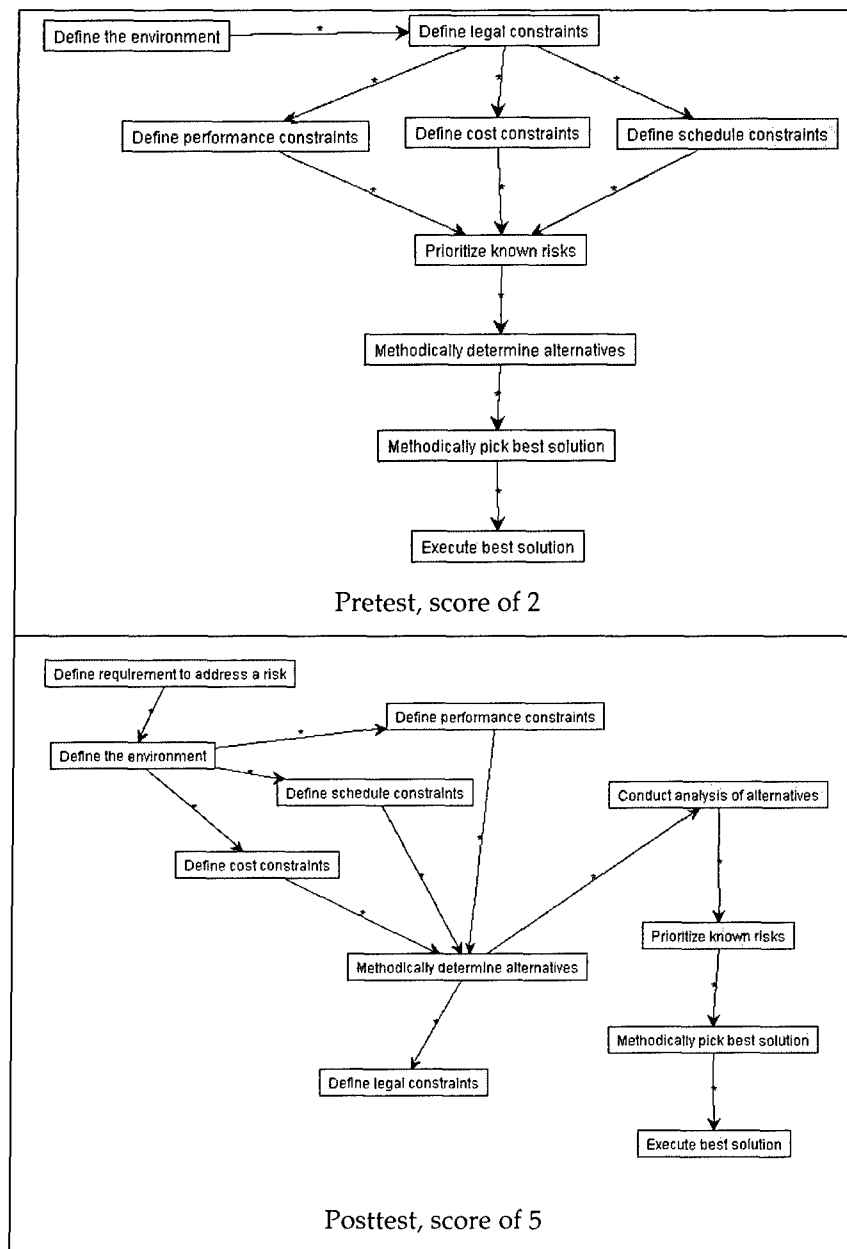 Define the environment
*
Define legal constraints
*
*
*
Define performance constraints
Define cost constraints
Define schedule constraints
*
*
*
Prioritize known risks
*
Methodically determine alternatives
*
Methodically pick best solution
*
Execute best solution
Pretest, score of 2
Define requirement to address a risk
*
Define performance constraints
*
Define the environment
*
*
Define schedule constraints
Conduct analysis of alternatives
*
Define cost constraints
*
*
*
*
*
Prioritize known risks
Methodically determine alternatives
*
*
Methodically pick best solution
Define legal constraints
*
Execute best solution
Posttest, score of 5